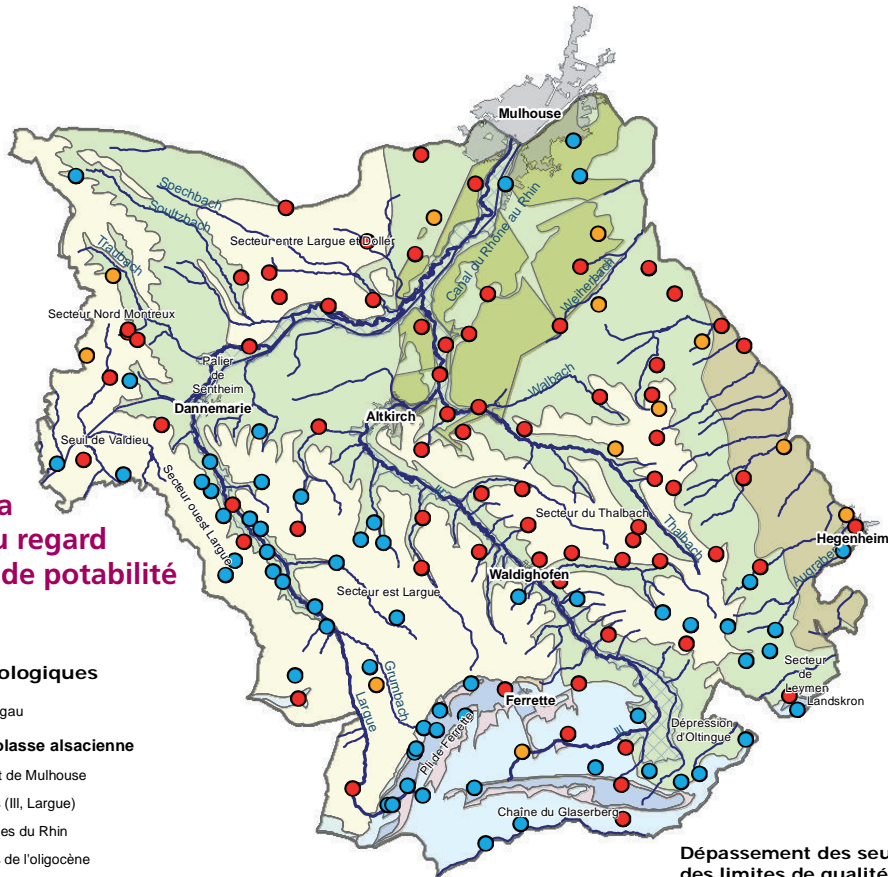 Mulhouse
Spechbach
Soultzbach
Secteur entre Largue et Doller
Canal du Rhône au Rhin
Traubach
Weiherbach
Secteur Nord Montreux
Palier
de
Sentheim
Walbach
Dannemarie
Altkirch
Seuil de Valdieu
Ill
Secteur ouest Largue
Secteur du Thalbach
Thalbach
Hegenheim
Augraben
a
u regard
de potabilité
Waldighofen
Secteur est Largue
Grumbach
Largue
ologiques
Secteur
de
Leymen
Landskron
Ferrette
gau
Pli de Ferrette
Ill
Dépression
d'Oltingue
olasse alsacienne
t de Mulhouse
s (Ill, Largue)
Chaîne du Glaserberg
es du Rhin
s de l'oligocène
Dépassement des seu
des limites de qualité